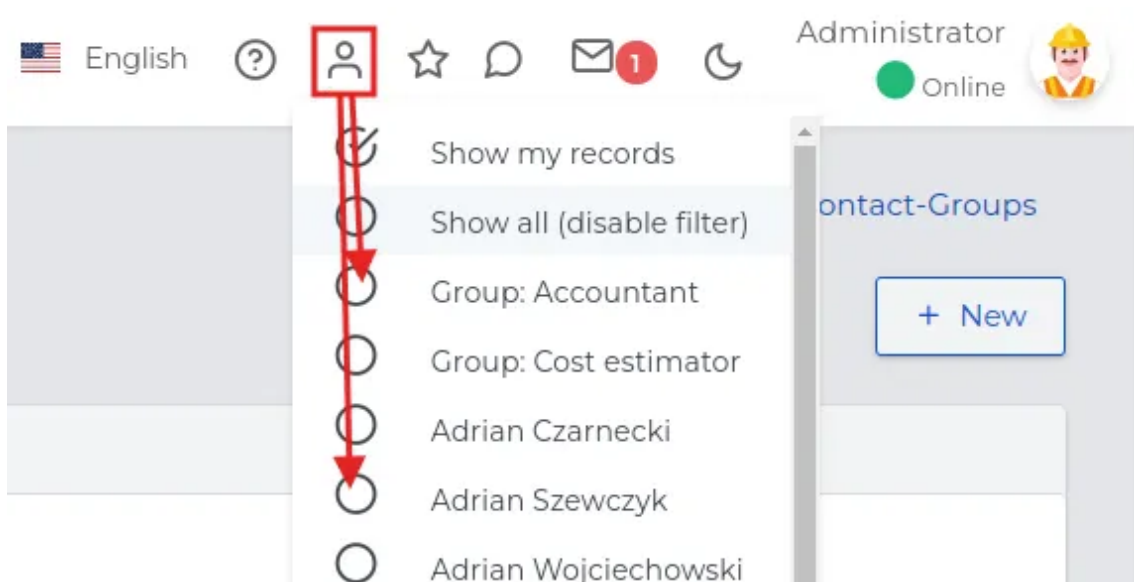 English
1
Administrator
Online
Show my records
Show all (disable filter)
ontact-Groups
Group: Accountant
+ New
Group: Cost estimator
Adrian Czarnecki
Adrian Szewczyk
Adrian Wojciechowski